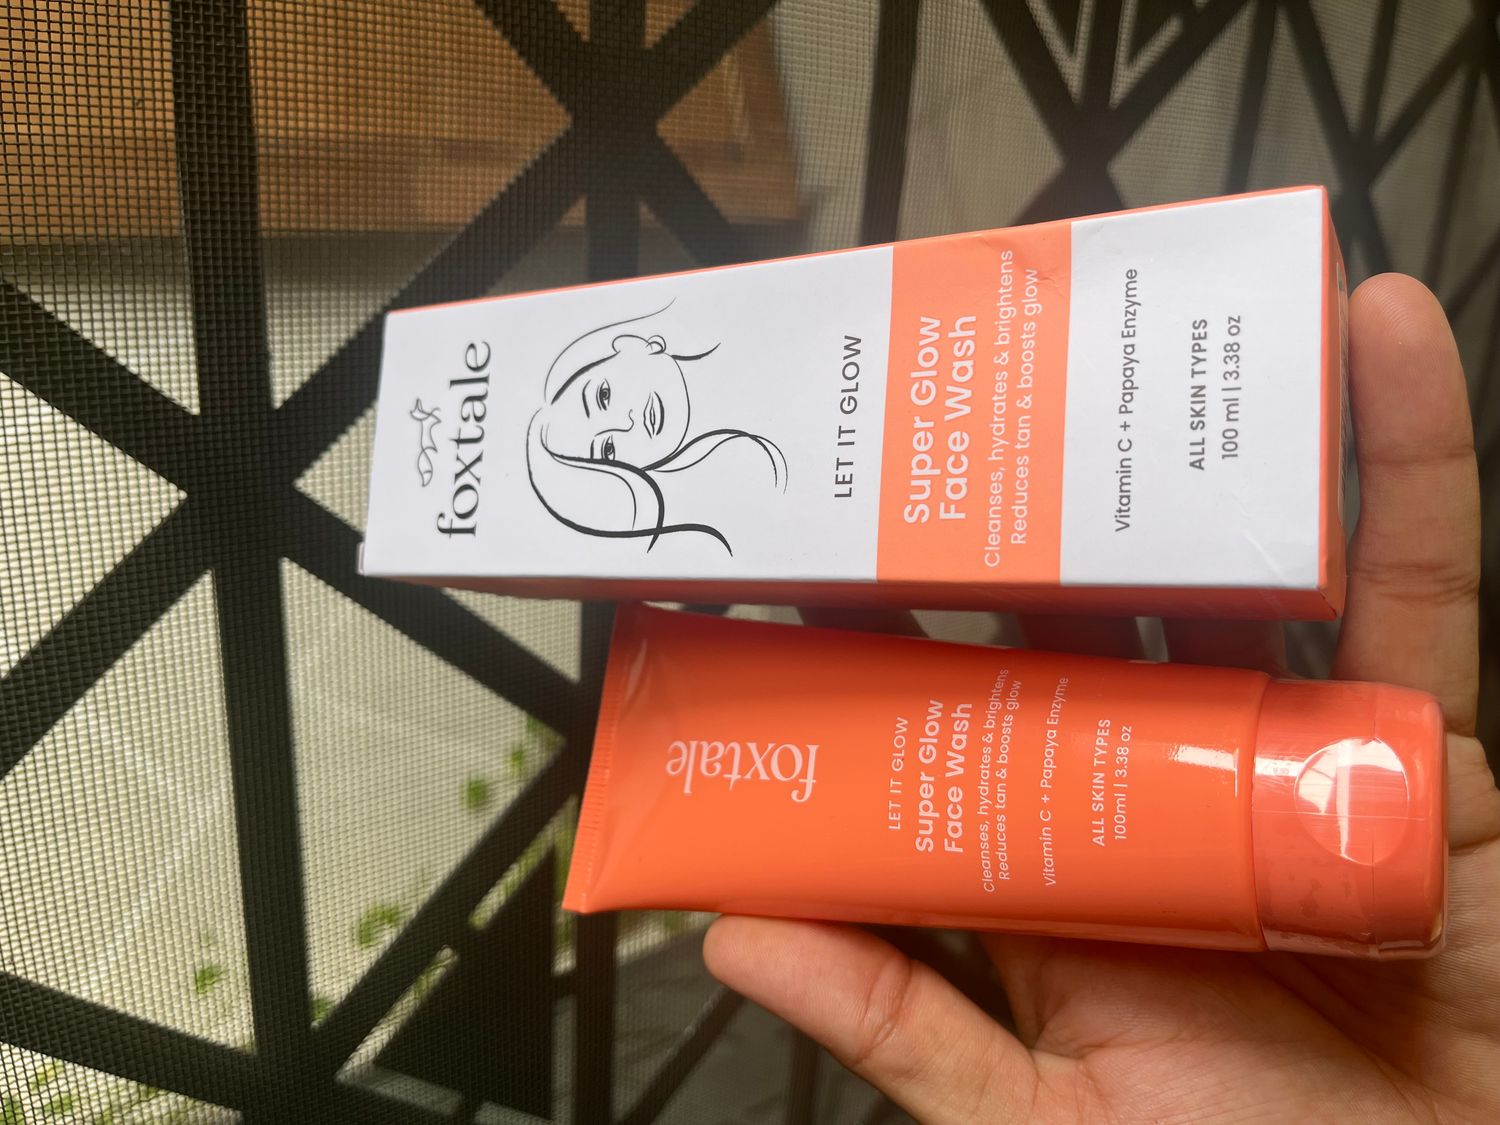 foxtale
LET IT GLOW
Super Glow
Face Wash
Cleanses, hydrates & brightens
Reduces tan & boosts glow
Vitamin C + Papaya Enzyme
ALL SKIN TYPES
100 ml | 3.38 oz
foxtale
LET IT GLOW
Super Glow
Face Wash
Cleanses, hydrates & brightens
Reduces tan & boosts glow
Vitamin C + Papaya Enzyme
ALL SKIN TYPES
100ml | 3.38 oz